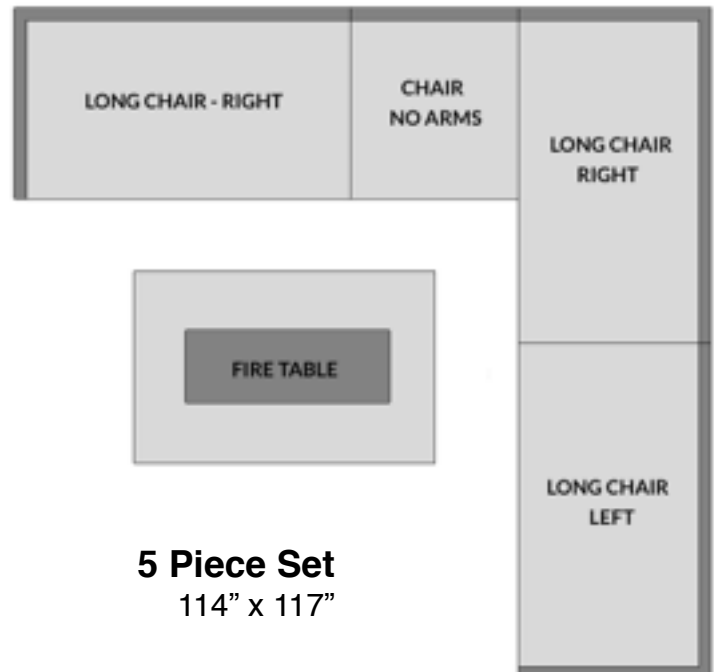 LONG CHAIR - RIGHT
CHAIR
NO ARMS
LONG CHAIR
RIGHT
FIRE TABLE
LONG CHAIR
LEFT
5 Piece Set
114” x 117”